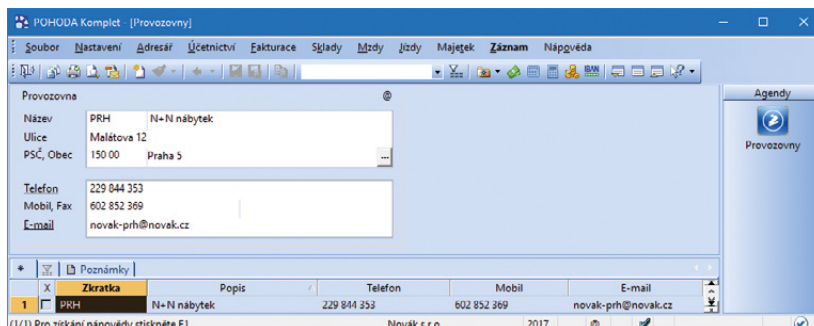 POHODA Komplet - [Provozovny]
Soubor Nastavení Adresář Účetnictví Fakturace Sklady Mzdy Jízdy Majetek Záznam Nápověda
IBAN
Provozovna @ Agendy
Název PRH N+N nábytek
Ulice Malátova 12
PSČ, Obec 150 00 Praha 5 ...
Provozovny
Telefon 229 844 353
Mobil, Fax 602 852 369
E-mail novak-prh@novak.cz
* Poznámky
X Zkratka Popis Telefon Mobil E-mail
1 PRH N+N nábytek 229 844 353 602 852 369 novak-prh@novak.cz
(1/1) Pro získání nápovědy stiskněte F1. Novák s.r.o. 2017 @